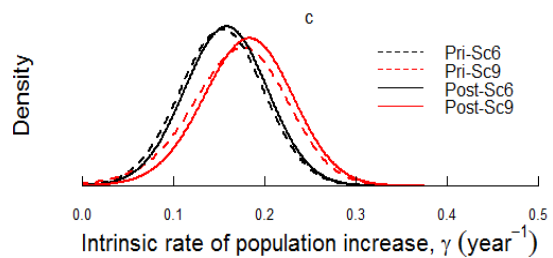 c
Pri-Sc6
Pri-Sc9
Post-Sc6
Post-Sc9
Density
0.0 0.1 0.2 0.3 0.4 0.5
Intrinsic rate of population increase, γ (year⁻¹)